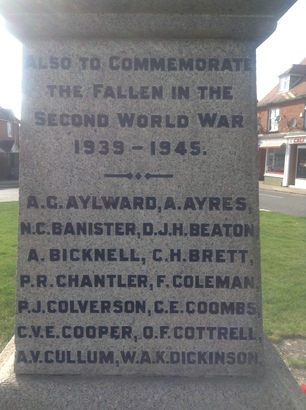 ALSO TO COMMEMORATE
THE FALLEN IN THE
SECOND WORLD WAR
1939 - 1945.
A.G. AYLWARD, A. AYRES,
N.C. BANISTER, D.J.H. BEATON
A. BICKNELL, C.H. BRETT,
P.R. CHANTLER, F. COLEMAN,
P.J. COLVERSON, C.E. COOMBS,
C.V.E. COOPER, O.F. COTTRELL,
A.V. CULLUM, W.A.K. DICKINSON,